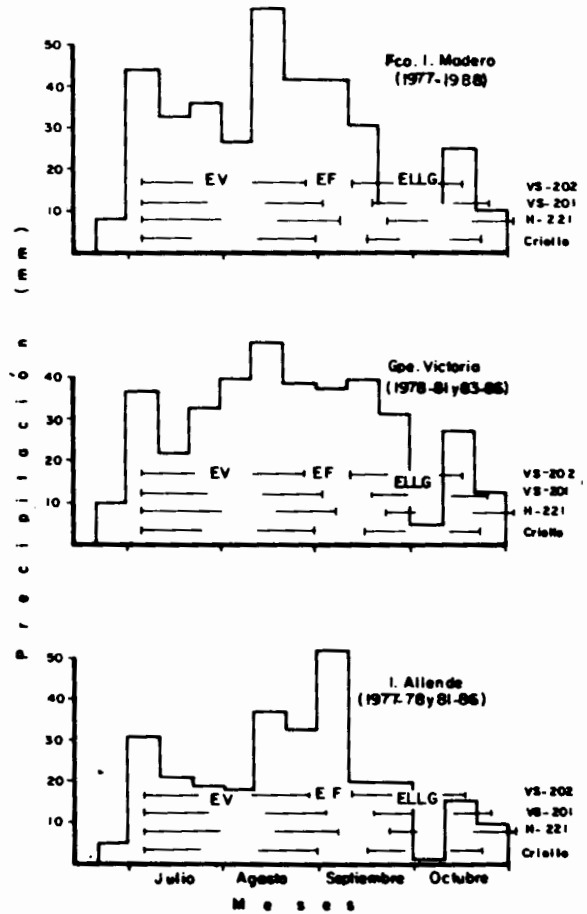 50
40
30
20
10
Fco. I. Madero
(1977-1988)
EV EF ELLG
VS-202
VS-201
H-221
Criollo
Precipitación (mm)
40
30
20
10
Gpe. Victoria
(1978-81 y 83-86)
EV EF ELLG
VS-202
VS-201
H-221
Criollo
50
40
30
20
10
I. Allende
(1977-78 y 81-86)
EV EF ELLG
VS-202
VS-201
H-221
Criollo
Julio Agosto Septiembre Octubre
Meses